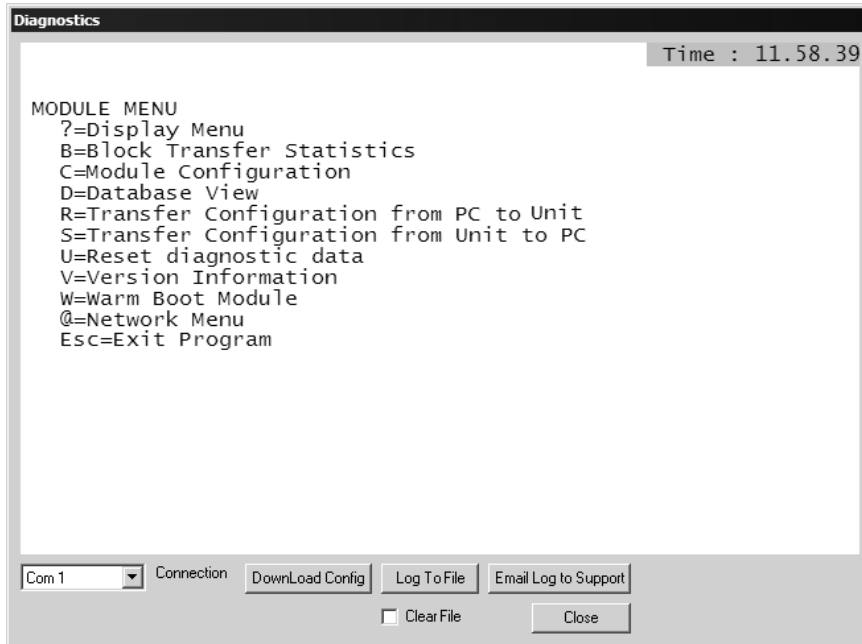 Diagnostics
Time : 11.58.39
MODULE MENU
?=Display Menu
B=Block Transfer Statistics
C=Module Configuration
D=Database View
R=Transfer Configuration from PC to Unit
S=Transfer Configuration from Unit to PC
U=Reset diagnostic data
V=Version Information
W=Warm Boot Module
@=Network Menu
Esc=Exit Program
Com 1 Connection DownLoad Config Log To File Email Log to Support
Clear File Close